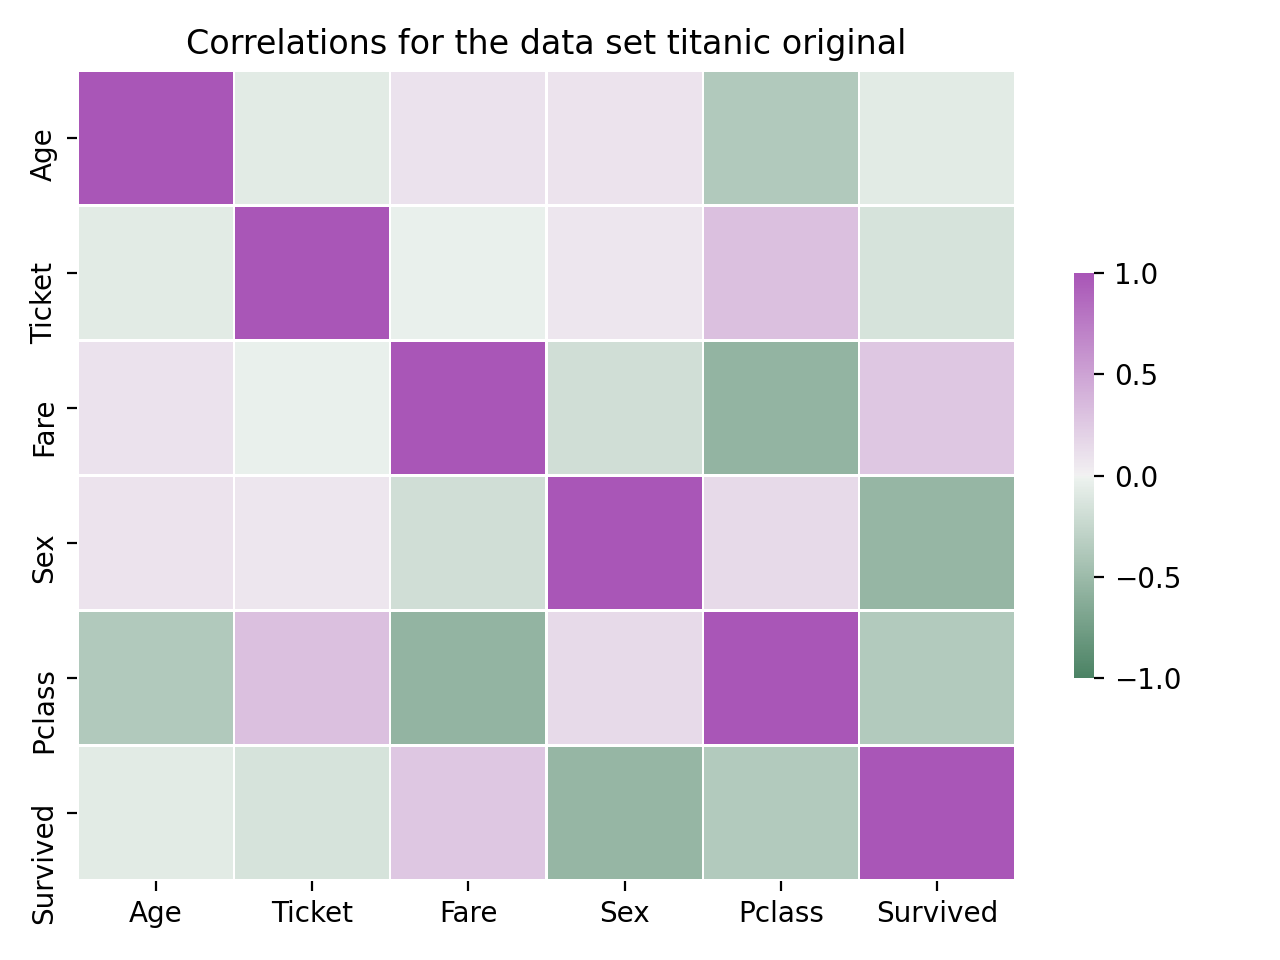 Correlations for the data set titanic original
Age
Ticket
Fare
Sex
Pclass
Survived
Age Ticket Fare Sex Pclass Survived
1.0
0.5
0.0
−0.5
−1.0